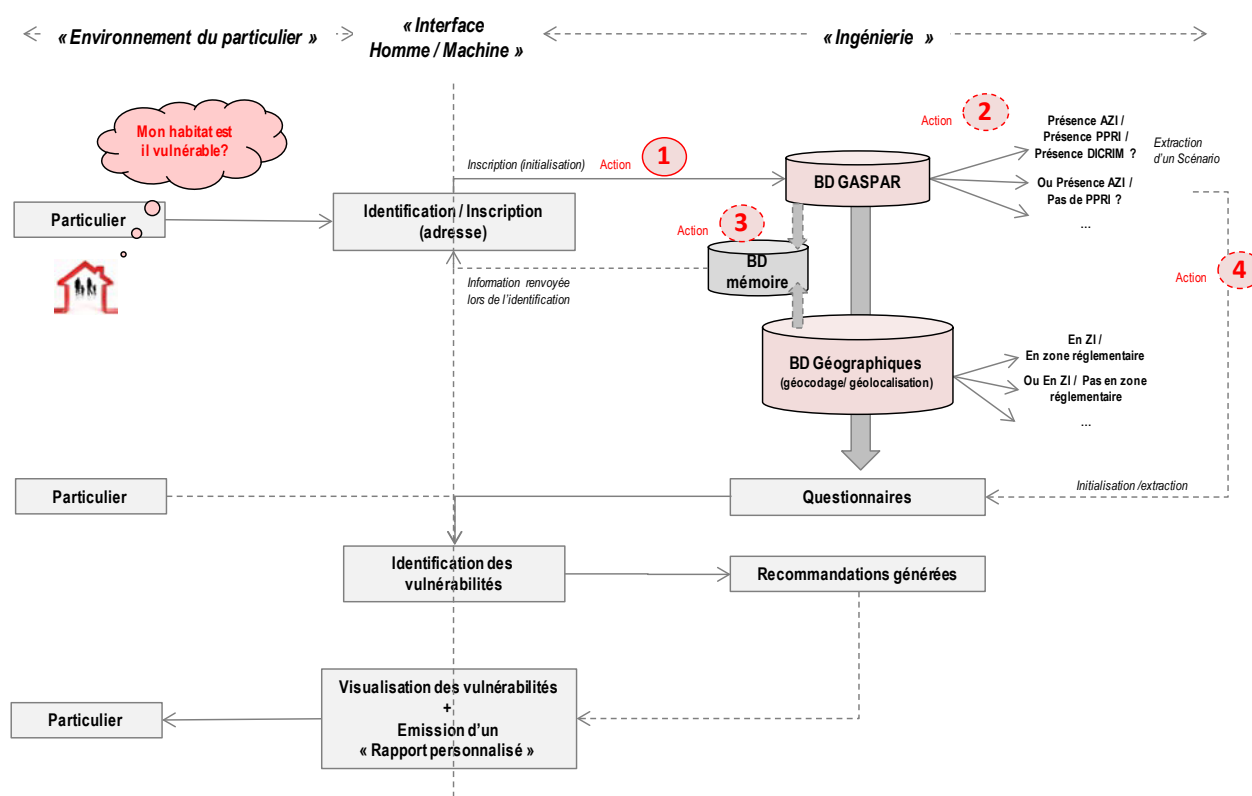 « Environnement du particulier »
« Interface
Homme / Machine »
« Ingénierie »
Mon habitat est
il vulnérable?
Particulier
Identification / Inscription
(adresse)
Inscription (initialisation)
Action
1
BD GASPAR
Action
2
Présence AZI /
Présence PPRI /
Présence DICRIM ?
Ou Présence AZI /
Pas de PPRI ?
...
Extraction
d'un Scénario
Action
3
BD
mémoire
Information renvoyée
lors de l'identification
Action
4
BD Géographiques
(géocodage/ géolocalisation)
En ZI /
En zone réglementaire
Ou En ZI / Pas en zone
réglementaire
...
Particulier
Questionnaires
Initialisation /extraction
Identification des
vulnérabilités
Recommandations générées
Particulier
Visualisation des vulnérabilités
+
Emission d'un
« Rapport personnalisé »